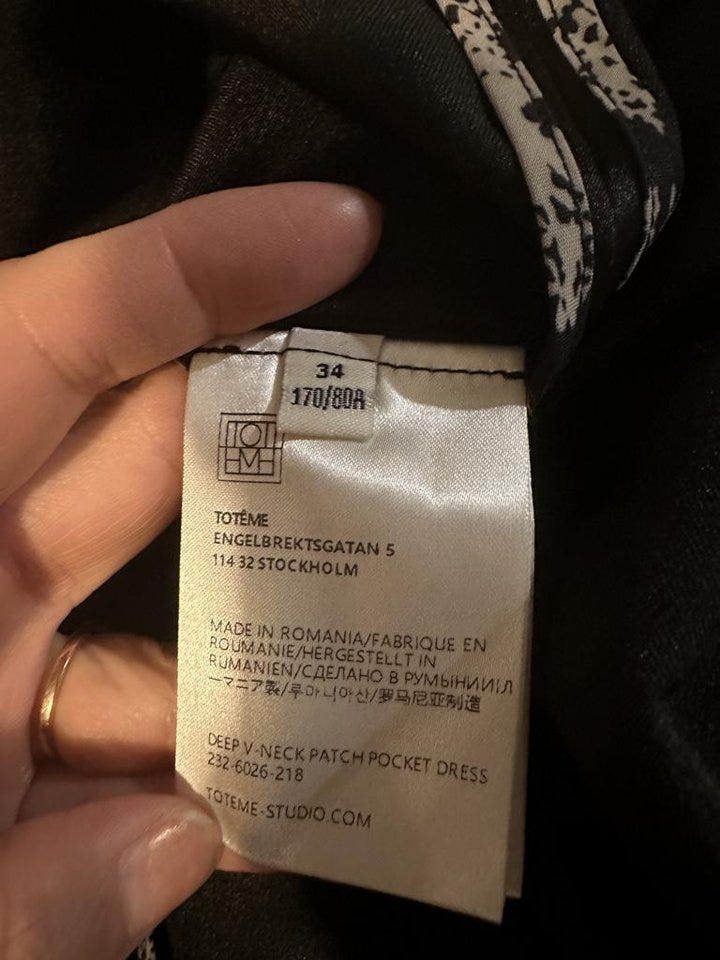 34
170/80A
TOTÊME
TOTÊME
ENGELBREKTSGATAN 5
114 32 STOCKHOLM
MADE IN ROMANIA/FABRIQUE EN
ROUMANIE/HERGESTELLT IN
RUMÄNIEN/СДЕЛАНО В РУМЫНИИ/Л
ーマニア製/루마니아산/罗马尼亚制造
DEEP V-NECK PATCH POCKET DRESS
232-6026-218
TOTEME-STUDIO.COM